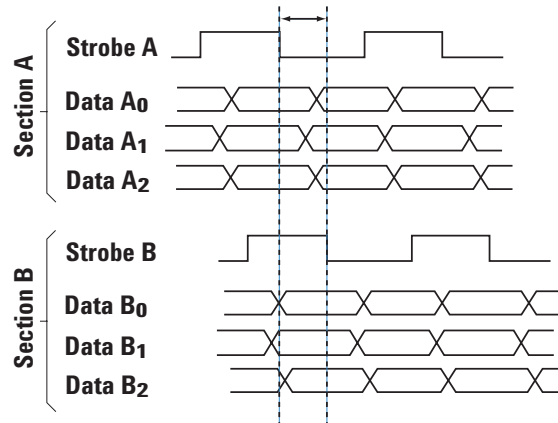 Section A
Strobe A
Data A0
Data A1
Data A2
Section B
Strobe B
Data B0
Data B1
Data B2